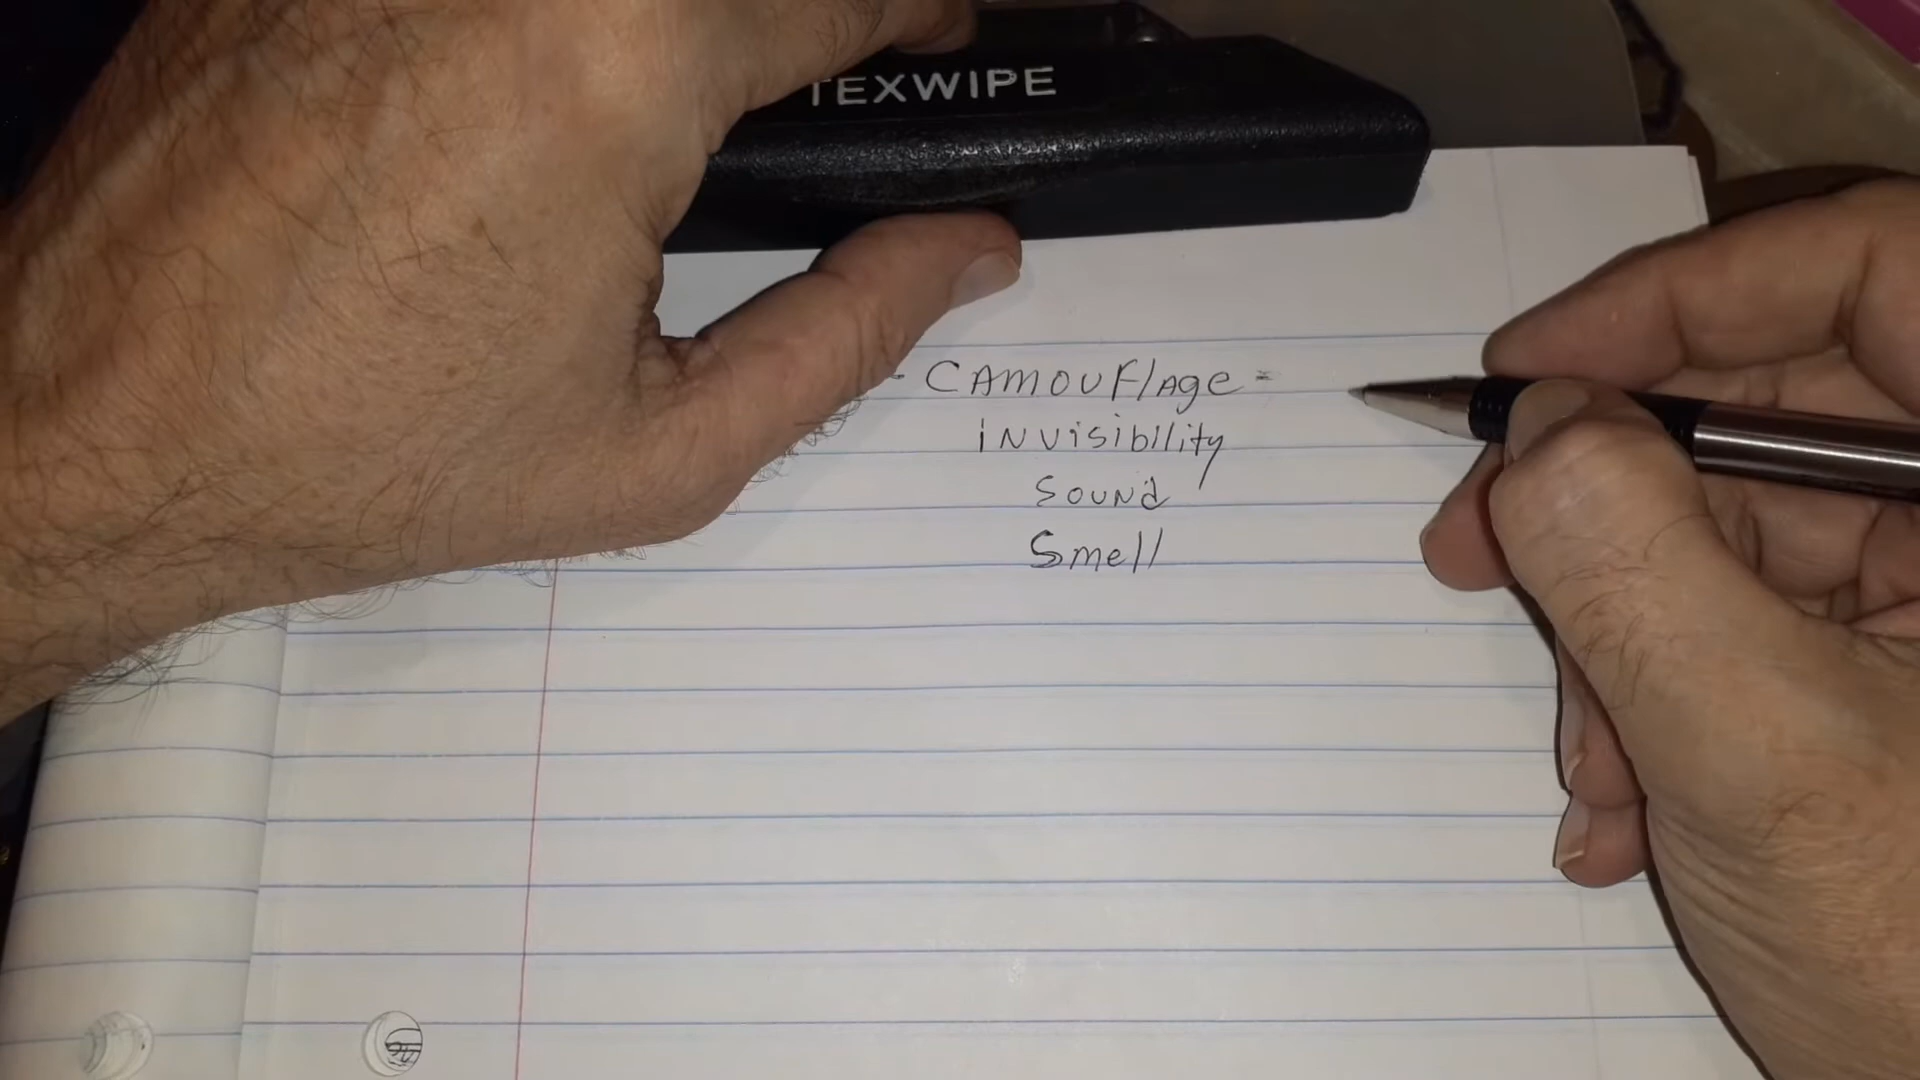 TEXWIPE
- CAMOUFlAge -
iNvisibility
SOUNd
Smell